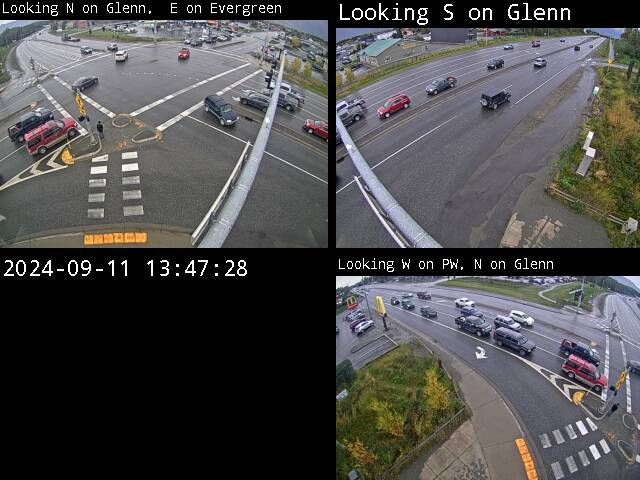 Looking N on Glenn, E on Evergreen
Looking S on Glenn
2024-09-11 13:47:28
Looking W on PW, N on Glenn